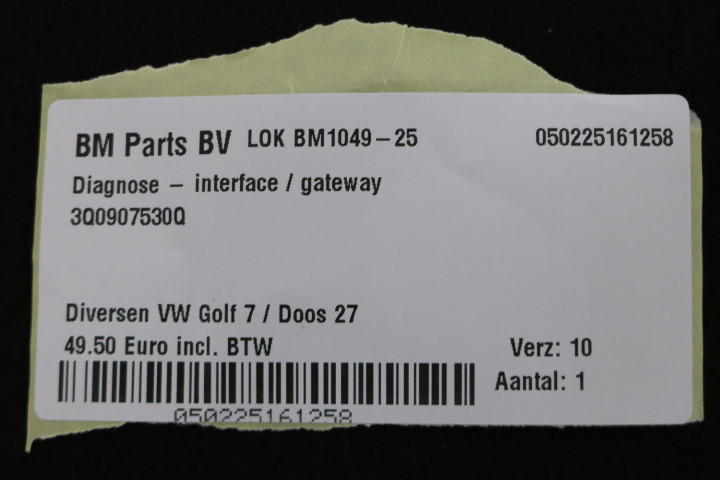 BM Parts BV LOK BM1049-25 050225161258
Diagnose - interface / gateway
3Q0907530Q
Diversen VW Golf 7 / Doos 27
49.50 Euro incl. BTW Verz: 10
Aantal: 1
050225161258